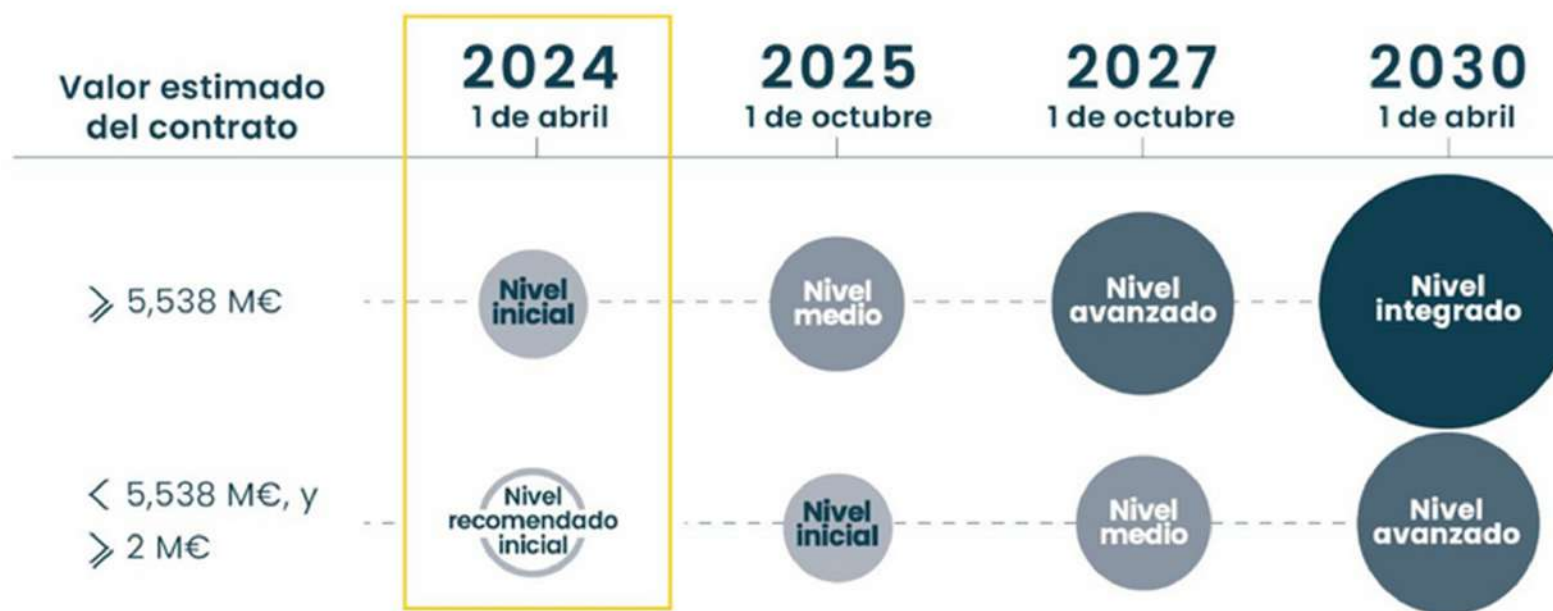 Valor estimado
del contrato
2024
1 de abril
2025
1 de octubre
2027
1 de octubre
2030
1 de abril
⩾ 5,538 M€
Nivel
inicial
Nivel
medio
Nivel
avanzado
Nivel
integrado
< 5,538 M€, y
⩾ 2 M€
Nivel
recomendado
inicial
Nivel
inicial
Nivel
medio
Nivel
avanzado